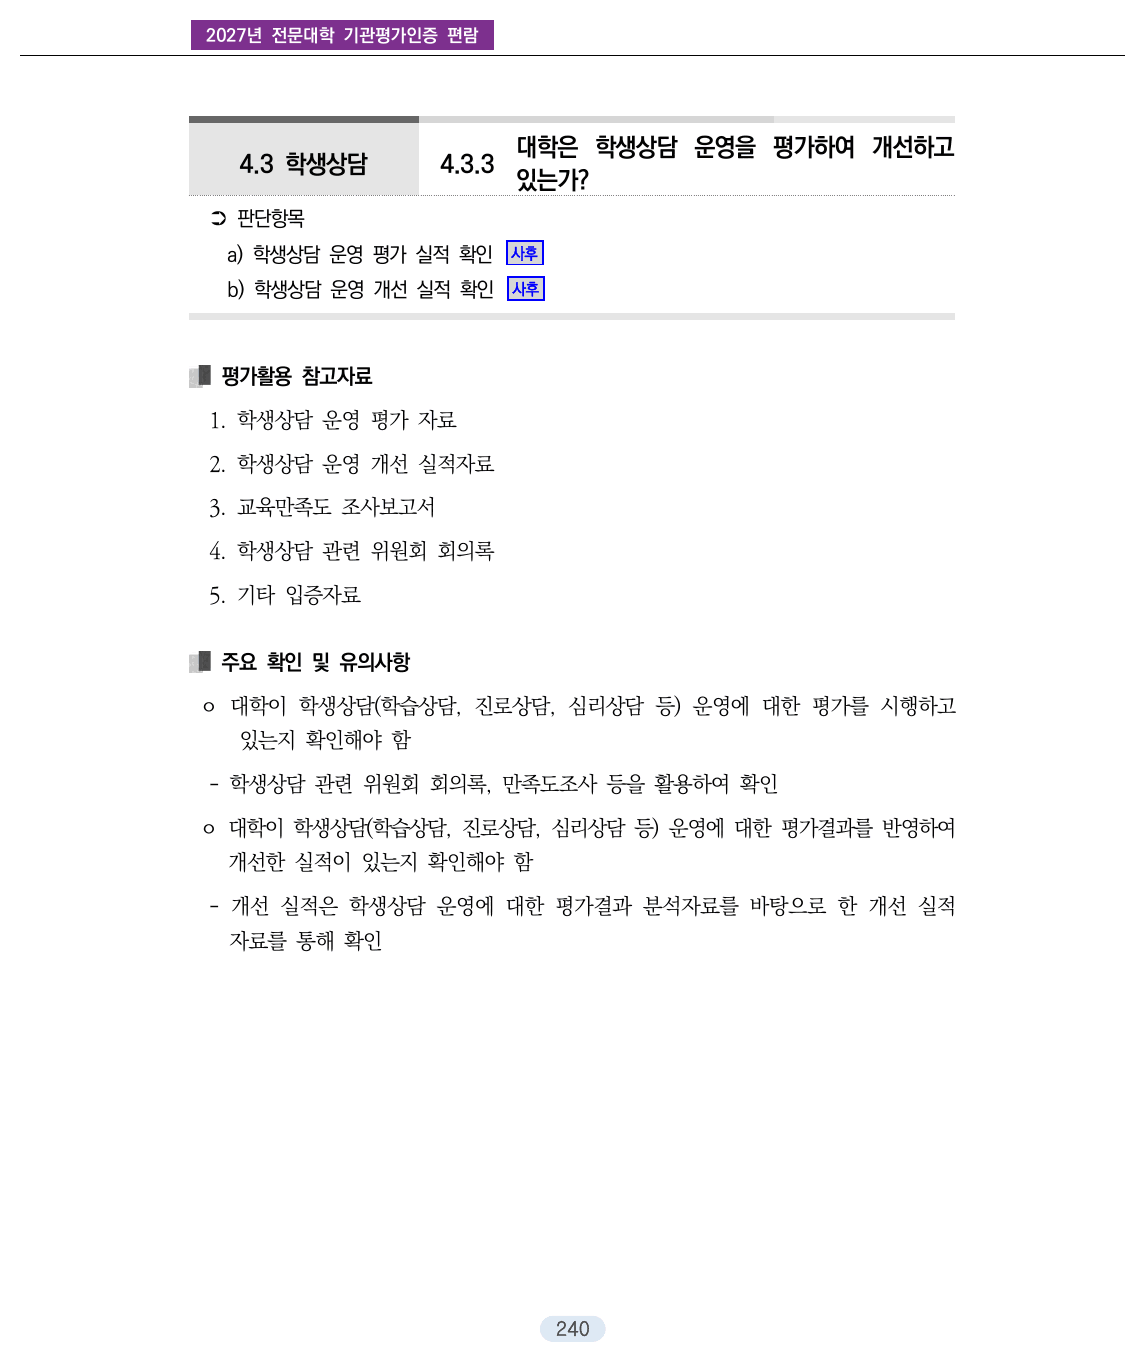 2027년 전문대학 기관평가인증 편람
4.3 학생상담
4.3.3
대학은 학생상담 운영을 평가하여 개선하고
있는가?
➲ 판단항목
a) 학생상담 운영 평가 실적 확인 사후
b) 학생상담 운영 개선 실적 확인 사후
평가활용 참고자료
1. 학생상담 운영 평가 자료
2. 학생상담 운영 개선 실적자료
3. 교육만족도 조사보고서
4. 학생상담 관련 위원회 회의록
5. 기타 입증자료
주요 확인 및 유의사항
ㅇ 대학이 학생상담(학습상담, 진로상담, 심리상담 등) 운영에 대한 평가를 시행하고
있는지 확인해야 함
- 학생상담 관련 위원회 회의록, 만족도조사 등을 활용하여 확인
ㅇ 대학이 학생상담(학습상담, 진로상담, 심리상담 등) 운영에 대한 평가결과를 반영하여
개선한 실적이 있는지 확인해야 함
- 개선 실적은 학생상담 운영에 대한 평가결과 분석자료를 바탕으로 한 개선 실적
자료를 통해 확인
240